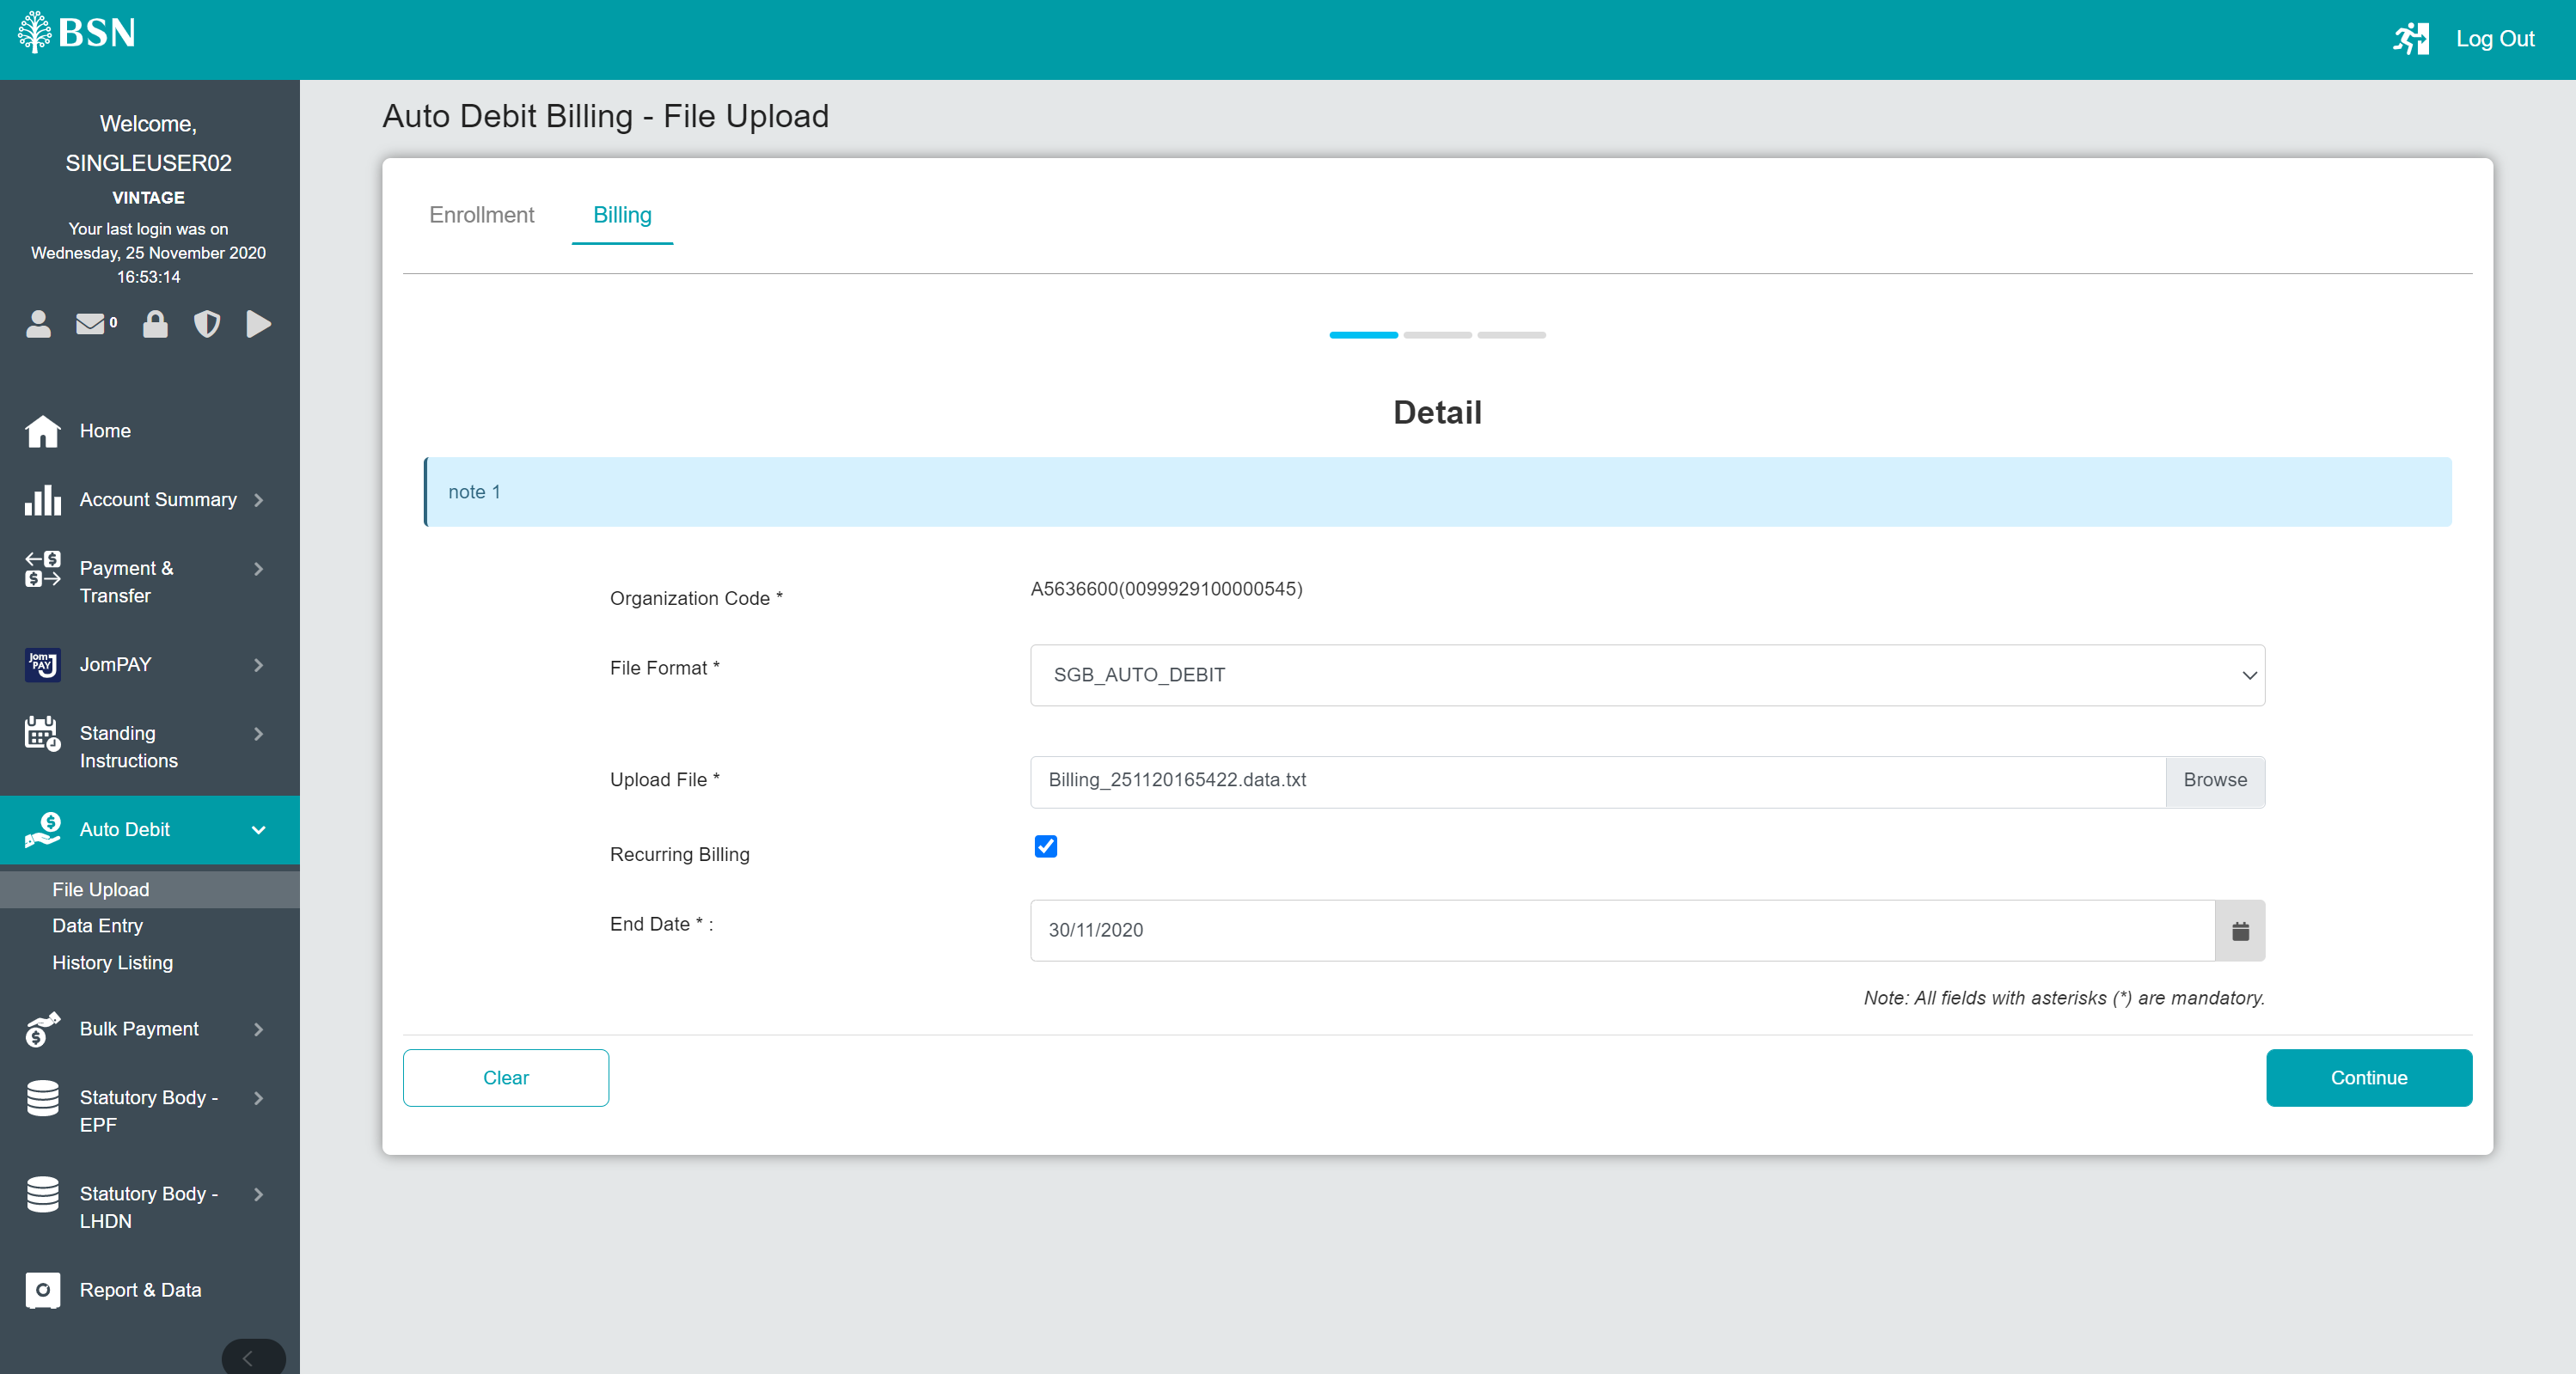 BSN
Log Out
Welcome,
SINGLEUSER02
VINTAGE
Your last login was on
Wednesday, 25 November 2020
16:53:14
0
Home
Account Summary
Payment &
Transfer
Jom
PAY
JomPAY
Standing
Instructions
Auto Debit
File Upload
Data Entry
History Listing
Bulk Payment
Statutory Body -
EPF
Statutory Body -
LHDN
Report & Data
Auto Debit Billing - File Upload
Enrollment Billing
Detail
note 1
Organization Code * A5636600(0099929100000545)
File Format * SGB_AUTO_DEBIT
Upload File * Billing_251120165422.data.txt Browse
Recurring Billing
End Date * : 30/11/2020
Note: All fields with asterisks (*) are mandatory.
Clear Continue